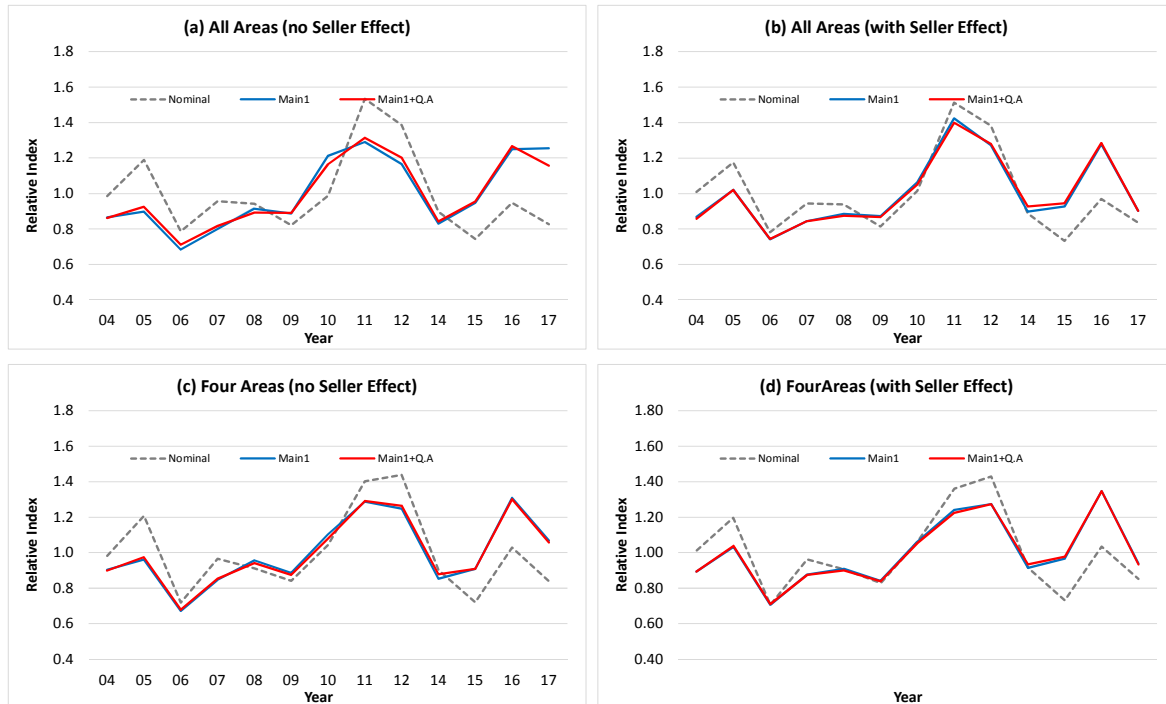 (a) All Areas (no Seller Effect)
1.8
1.6
1.4
1.2
1.0
0.8
0.6
0.4
Relative Index
Nominal Main1 Main1+Q.A
04 05 06 07 08 09 10 11 12 14 15 16 17
Year
(b) All Areas (with Seller Effect)
1.8
1.6
1.4
1.2
1.0
0.8
0.6
0.4
Relative Index
Nominal Main1 Main1+Q.A
04 05 06 07 08 09 10 11 12 14 15 16 17
Year
(c) Four Areas (no Seller Effect)
1.8
1.6
1.4
1.2
1.0
0.8
0.6
0.4
Relative Index
Nominal Main1 Main1+Q.A
04 05 06 07 08 09 10 11 12 14 15 16 17
Year
(d) FourAreas (with Seller Effect)
1.80
1.60
1.40
1.20
1.00
0.80
0.60
0.40
Relative Index
Nominal Main1 Main1+Q.A
Year